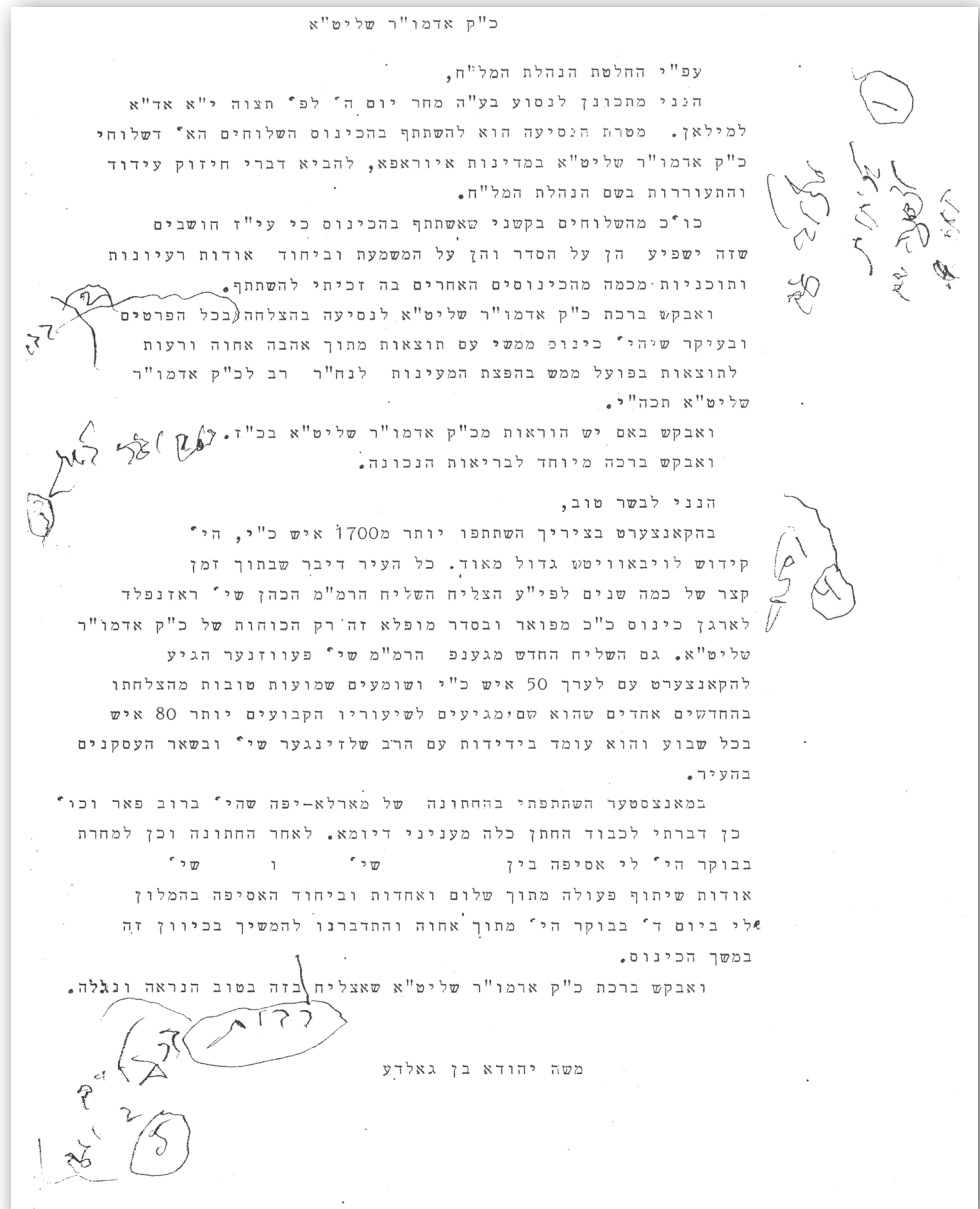 כ"ק אדמו"ר שליט"א
עפ"י החלטת הנהלת המל"ח,
הנני מתכונן לנסוע בע"ה מחר יום ה' לפ' תצוה י"א אד"א
למילאן. מטרת הנסיעה הוא להשתתף בהכינוס השלוחים הא' דשלוחי
כ"ק אדמו"ר שליט"א במדינות איוראפא, להביא דברי חיזוק עידוד
והתעוררות בשם הנהלת המל"ח.
כו"כ מהשלוחים בקשני שאשתתף בהכינוס כי עי"ז חושבים
שזה ישפיע הן על הסדר והן על המשמעת וביחוד אודות רעיונות
ותוכניות מכמה מהכינוסים האחרים בה זכיתי להשתתף.
ואבקש ברכת כ"ק אדמו"ר שליט"א לנסיעה בהצלחה בכל הפרטים
ובעיקר שיהי' כינוס ממשי עם תוצאות מתוך אהבה אחוה ורעות
לתוצאות בפועל ממש בהפצת המעינות לנח"ר רב לכ"ק אדמו"ר
שליט"א תכה"י.
ואבקש באם יש הוראות מכ"ק אדמו"ר שליט"א בכ"ז.
ואבקש ברכה מיוחד לבריאות הנכונה.
הנני לבשר טוב,
בהקאנצערט בציריך השתתפו יותר מ1700 איש כ"י, הי'
קידוש לויבאוויטש גדול מאוד. כל העיר דיבר שבתוך זמן
קצר של כמה שנים לפי"ע הצליח השליח הרמ"מ הכהן שי' ראזנפלד
לארגן כינוס כ"כ מפואר ובסדר מופלא זה רק הכוחות של כ"ק אדמו"ר
שליט"א. גם השליח החדש מגענפ הרמ"מ שי' פעווזנער הגיע
להקאנצערט עם לערך 50 איש כ"י ושומעים שמועות טובות מהצלחתו
בהחדשים אחדים שהוא שם,מגיעים לשיעוריו הקבועים יותר 80 איש
בכל שבוע והוא עומד בידידות עם הרב שלזינגער שי' ובשאר העסקנים
בהעיר.
במאנצסטער השתתפתי בהחתונה של מארלא-יפה שהי' ברוב פאר וכו'
כן דברתי לכבוד החתן כלה מעניני דיומא. לאחר החתונה וכן למחרת
בבוקר הי' לי אסיפה בין שי' ו שי'
אודות שיתוף פעולה מתוך שלום ואחדות וביחוד האסיפה בהמלון
שלי ביום ד' בבוקר הי' מתוך אחוה והתדברנו להמשיך בכיוון זה
במשך הכינוס.
ואבקש ברכת כ"ק אדמו"ר שליט"א שאצליח בזה בטוב הנראה ונגלה.
משה יהודא בן גאלדע
1
2
3
4
5